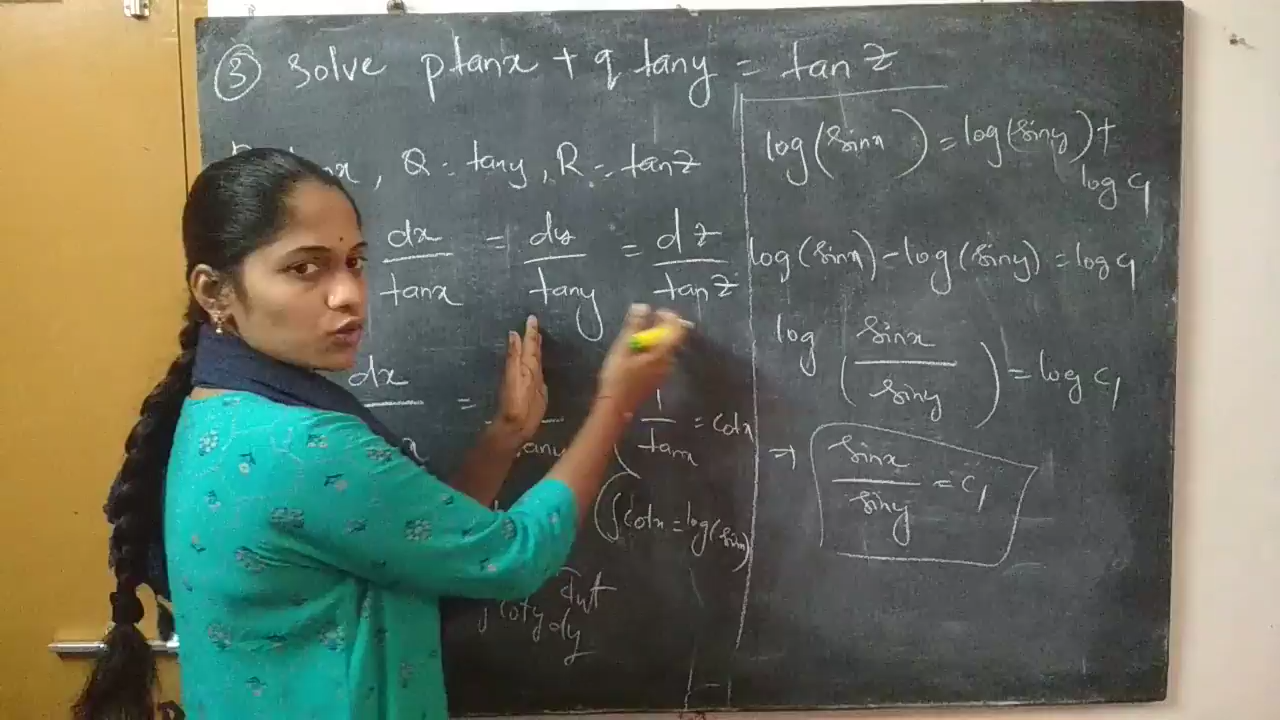 ③ Solve ptanx + q tany = tan Z
Q = tany, R = tanZ
dx/tanx = dy/tany = dZ/tanZ
dx =
1/tanx = cotx
(∫cotx = log(sinx)
∫coty dy
log(sinx) = log(siny) + log c₁
log(sinx) - log(siny) = log c₁
log (sinx/siny) = log c₁
⇒ sinx/siny = c₁